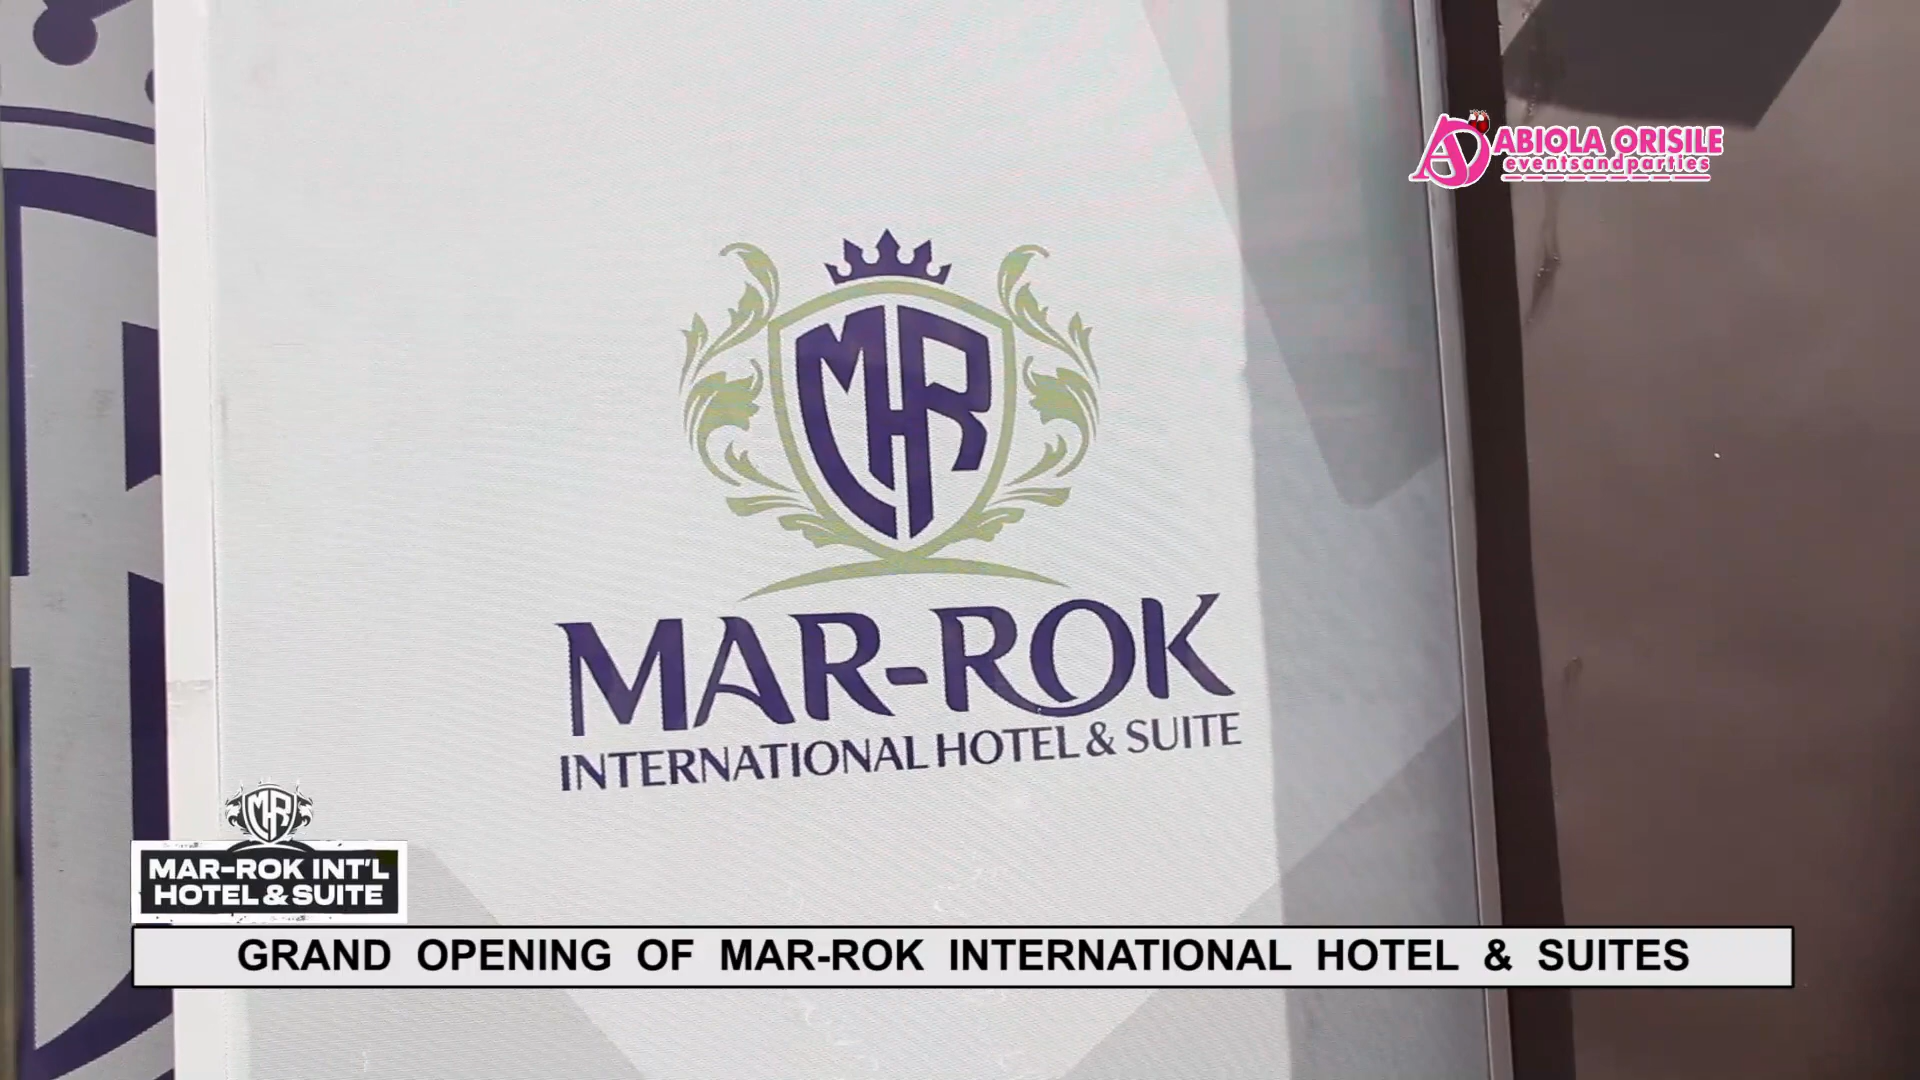 ABIOLA ORISILE
eventsandparties
MR
MAR-ROK
INTERNATIONAL HOTEL & SUITE
MR
MAR-ROK INT'L
HOTEL & SUITE
GRAND OPENING OF MAR-ROK INTERNATIONAL HOTEL & SUITES